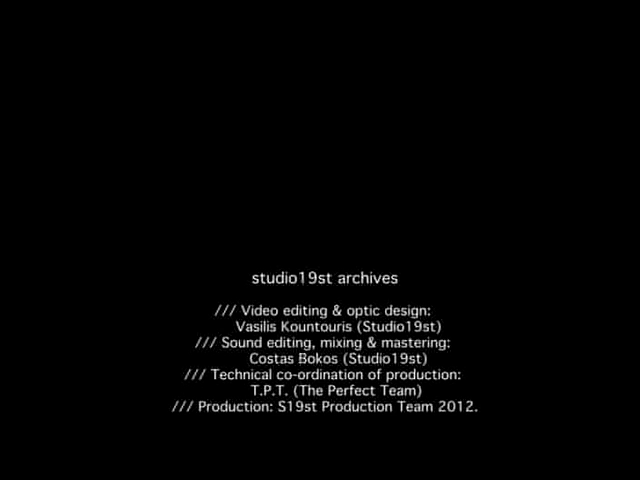 studio19st archives
/// Video editing & optic design:
Vasilis Kountouris (Studio19st)
/// Sound editing, mixing & mastering:
Costas Bokos (Studio19st)
/// Technical co-ordination of production:
T.P.T. (The Perfect Team)
/// Production: S19st Production Team 2012.